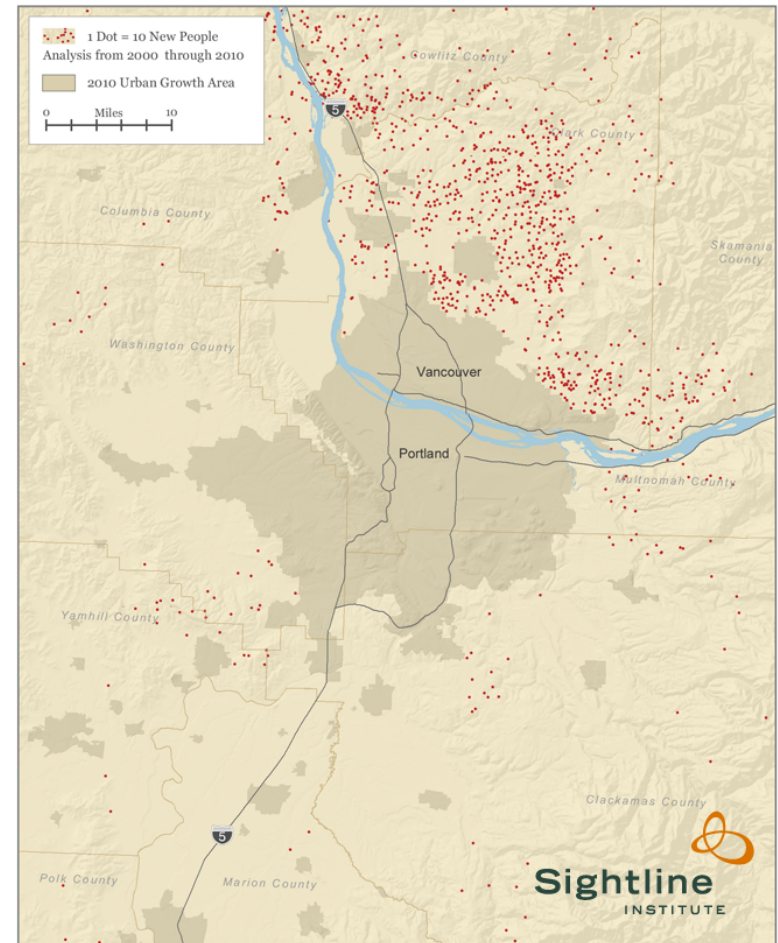 1 Dot = 10 New People
Analysis from 2000 through 2010
2010 Urban Growth Area
0 Miles 10
5
Cowlitz County
Clark County
Columbia County
Skamania
County
Washington County
Vancouver
Portland
Multnomah County
Yamhill County
Clackamas County
5
Polk County
Marion County
Sightline
INSTITUTE